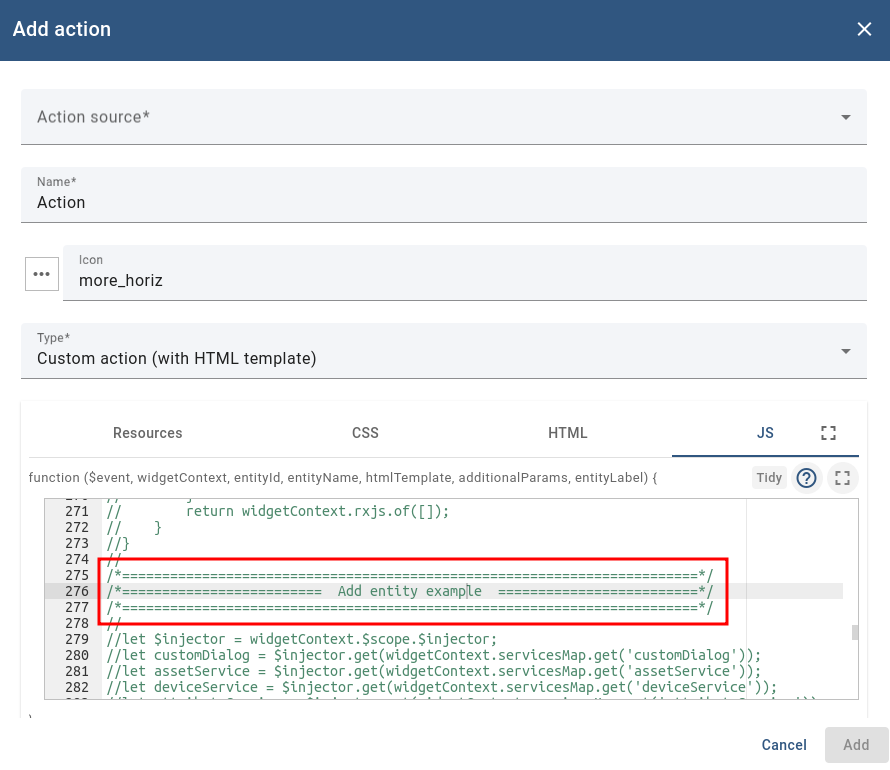 Add action
Action source*
Name*
Action
Icon
more_horiz
Type*
Custom action (with HTML template)
Resources CSS HTML JS
function ($event, widgetContext, entityId, entityName, htmlTemplate, additionalParams, entityLabel) {
Tidy
271 //        return widgetContext.rxjs.of([]);
272 //    }
273 //}
274 //
275 /*=======================================================================*/
276 /*=========================  Add entity example  =========================*/
277 /*=======================================================================*/
278 //
279 //let $injector = widgetContext.$scope.$injector;
280 //let customDialog = $injector.get(widgetContext.servicesMap.get('customDialog'));
281 //let assetService = $injector.get(widgetContext.servicesMap.get('assetService'));
282 //let deviceService = $injector.get(widgetContext.servicesMap.get('deviceService'));
Cancel Add